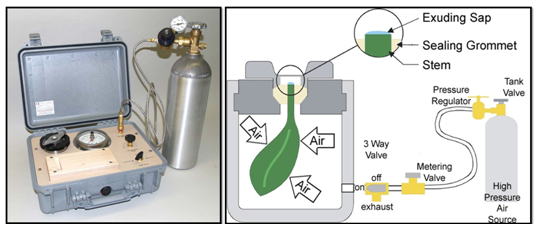 Exuding Sap
Sealing Grommet
Stem
Pressure
Regulator
Tank
Valve
Air
Air
Air
3 Way
Valve
Metering
Valve
off
on
exhaust
High
Pressure
Air
Source